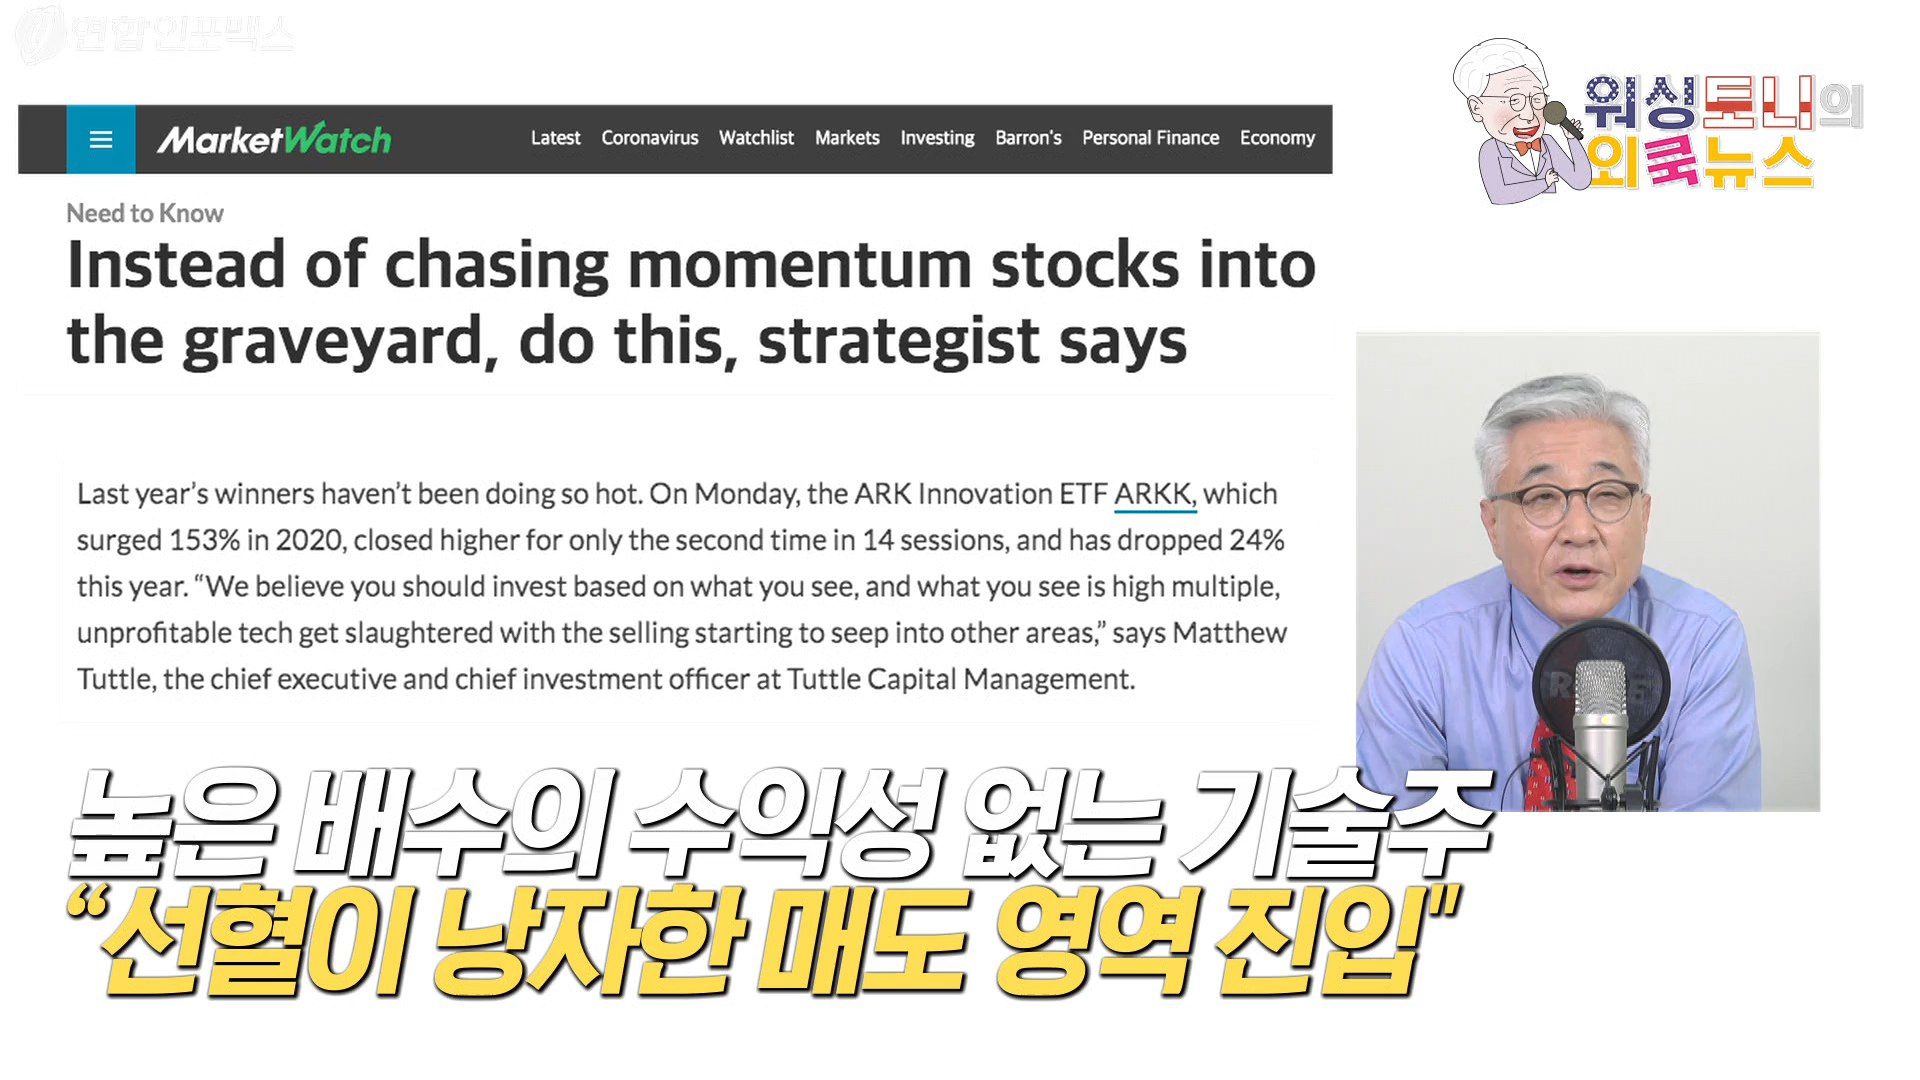 연합인포맥스
MarketWatch
Latest Coronavirus Watchlist Markets Investing Barron's Personal Finance Economy
워싱토니의
외쿡뉴스
Need to Know
Instead of chasing momentum stocks into
the graveyard, do this, strategist says
Last year’s winners haven’t been doing so hot. On Monday, the ARK Innovation ETF ARKK, which
surged 153% in 2020, closed higher for only the second time in 14 sessions, and has dropped 24%
this year. “We believe you should invest based on what you see, and what you see is high multiple,
unprofitable tech get slaughtered with the selling starting to seep into other areas,” says Matthew
Tuttle, the chief executive and chief investment officer at Tuttle Capital Management.
높은 배수의 수익성 없는 기술주
“선혈이 낭자한 매도 영역 진입"